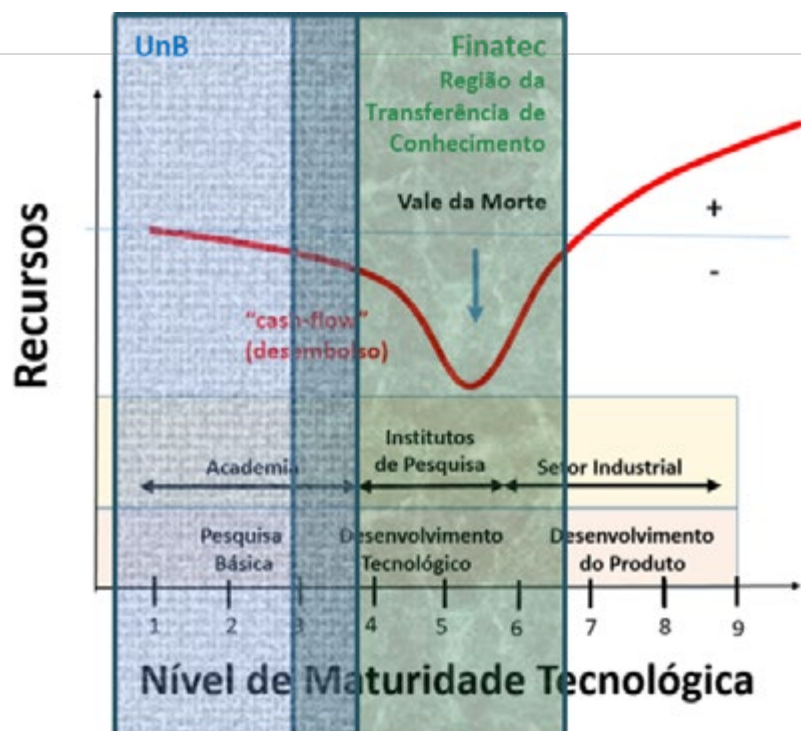 UnB
Finatec
Região da
Transferência de
Conhecimento
Vale da Morte
Recursos
+
-
"cash-flow"
(desembolso)
Academia
Institutos
de Pesquisa
Setor Industrial
Pesquisa
Básica
Desenvolvimento
Tecnológico
Desenvolvimento
do Produto
1 2 3 4 5 6 7 8 9
Nível de Maturidade Tecnológica